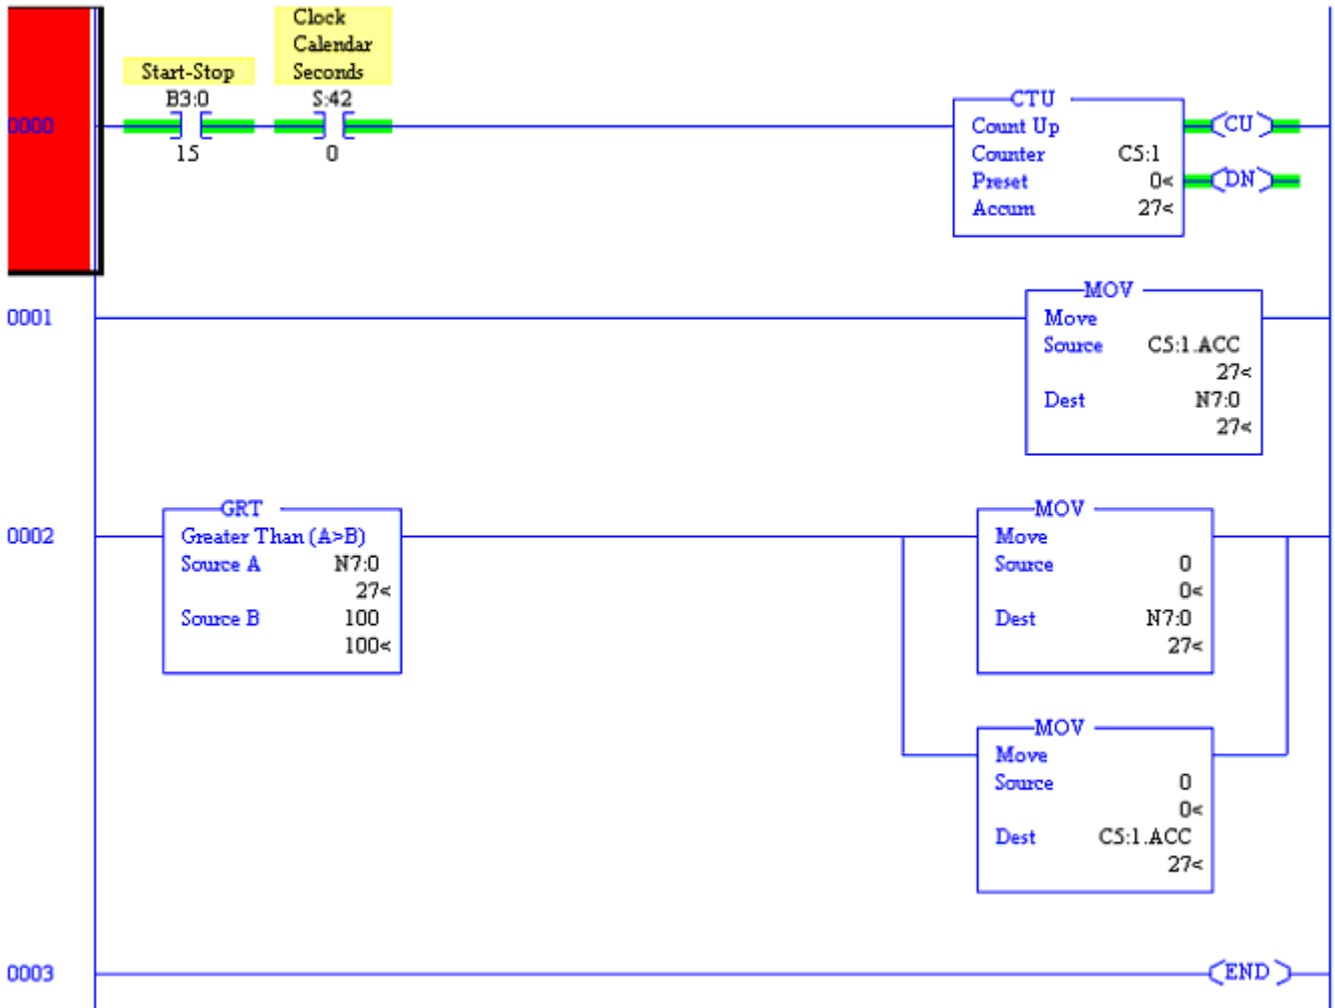 Clock
Calendar
Start-Stop Seconds
B3:0 S:42
CTU
0000 Count Up CU
15 0 Counter C5:1
Preset 0< DN
Accum 27<
MOV
0001 Move
Source C5:1.ACC
27<
Dest N7:0
27<
GRT MOV
0002 Greater Than (A>B) Move
Source A N7:0 Source 0
27< 0<
Source B 100 Dest N7:0
100< 27<
MOV
Move
Source 0
0<
Dest C5:1.ACC
27<
0003 END